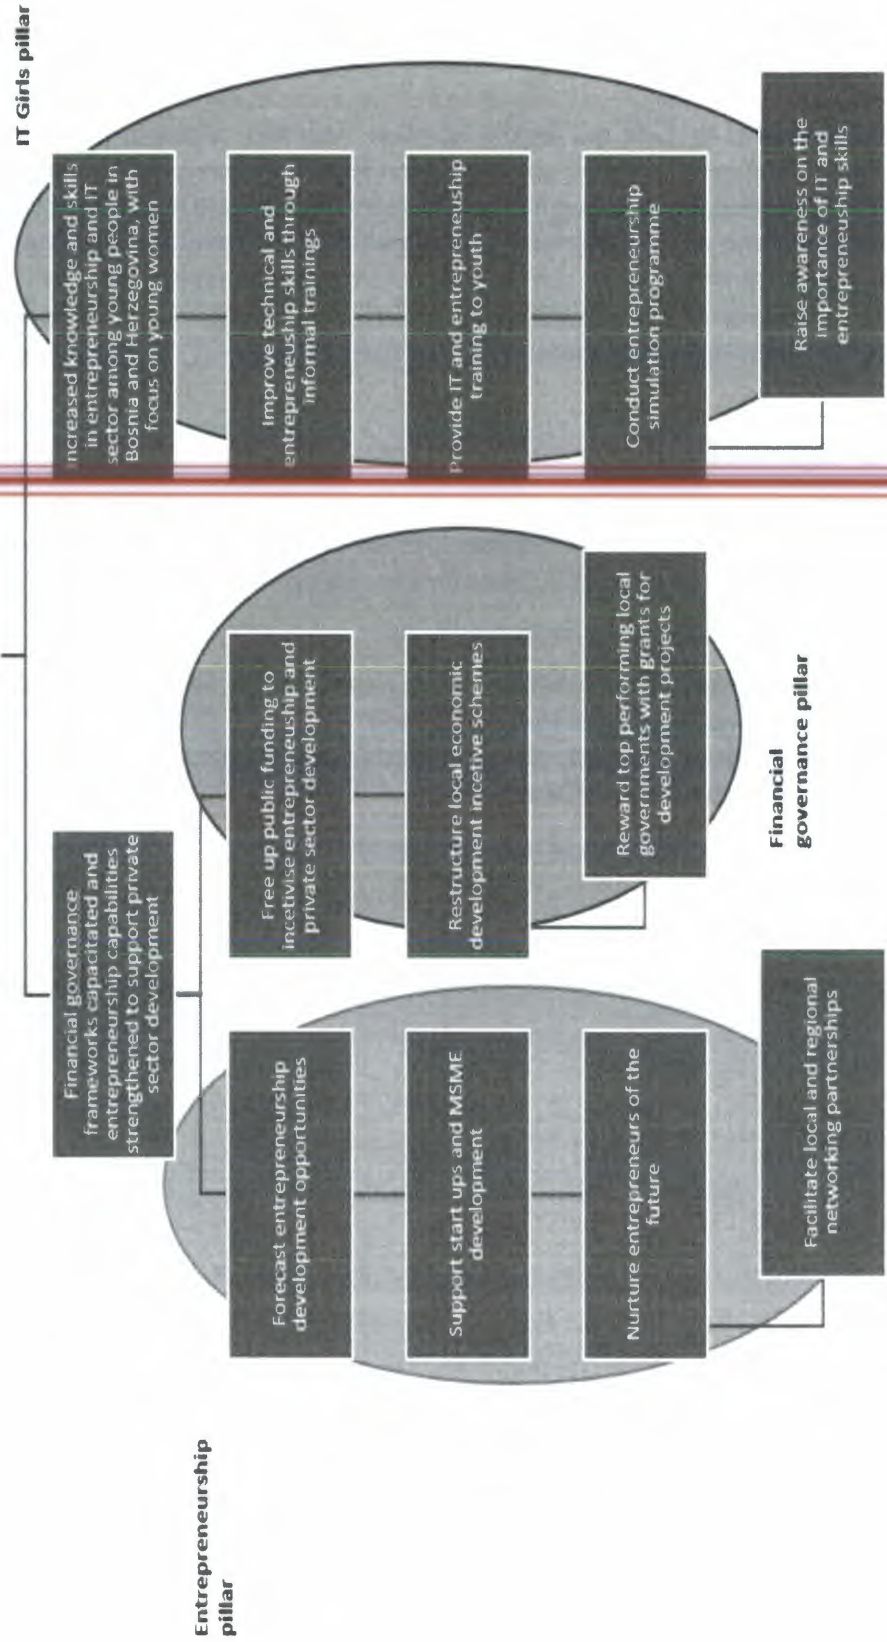 IT Girls pillar
Financial governance
frameworks capacitated and
entrepreneurship capabilities
strengthened to support private
sector development
ncreased knowledge and skills
in entrepreneurship and IT
sector among young people in
Bosnia and Herzegovina, with
focus on young women
Entrepreneurship
pillar
Forecast entrepreneurship
development opportunities
Support start ups and MSME
development
Nurture entrepreneurs of the
future
Facilitate local and regional
networking partnerships
Free up public funding to
incetivise entrepreneurship and
private sector development
Restructure local economic
development incetive schemes
Reward top performing local
governments with grants for
development projects
Financial
governance pillar
Improve technical and
entrepreneuship skills through
informal trainings
Provide IT and entrepreneuship
training to youth
Conduct entrepreneurship
simulation programme
Raise awareness on the
importance of IT and
entrepreneuship skills